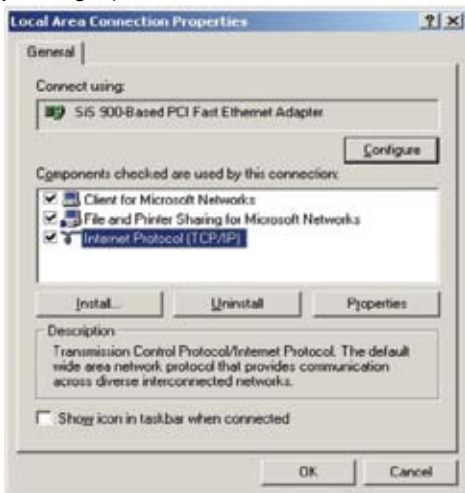 Local Area Connection Properties
General
Connect using:
SiS 900-Based PCI Fast Ethernet Adapter
Configure
Components checked are used by this connection:
Client for Microsoft Networks
File and Printer Sharing for Microsoft Networks
Internet Protocol (TCP/IP)
Install... Uninstall Properties
Description
Transmission Control Protocol/Internet Protocol. The default
wide area network protocol that provides communication
across diverse interconnected networks.
Show icon in taskbar when connected
OK Cancel